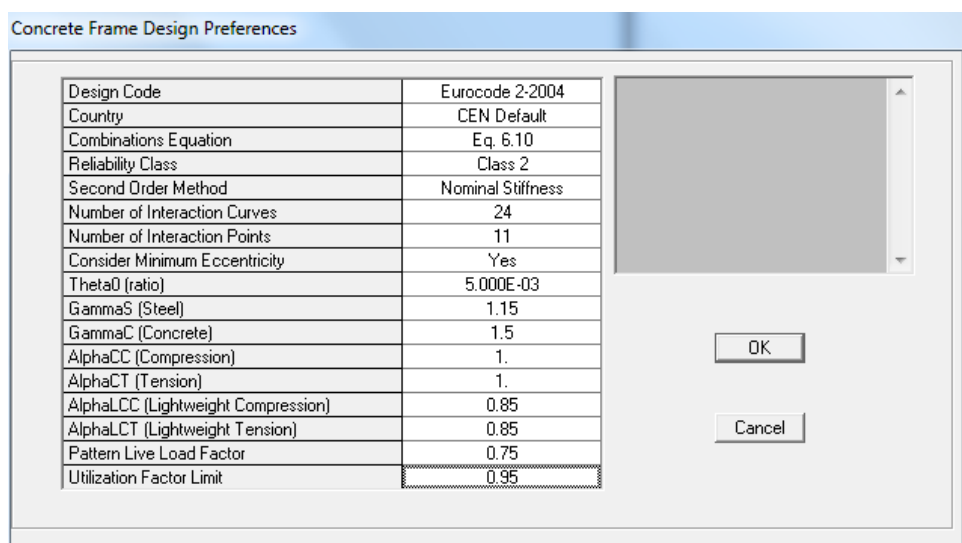 Concrete Frame Design Preferences
Design Code Eurocode 2-2004
Country CEN Default
Combinations Equation Eq. 6.10
Reliability Class Class 2
Second Order Method Nominal Stiffness
Number of Interaction Curves 24
Number of Interaction Points 11
Consider Minimum Eccentricity Yes
Theta0 (ratio) 5.000E-03
GammaS (Steel) 1.15
GammaC (Concrete) 1.5
AlphaCC (Compression) 1.
AlphaCT (Tension) 1.
AlphaLCC (Lightweight Compression) 0.85
AlphaLCT (Lightweight Tension) 0.85
Pattern Live Load Factor 0.75
Utilization Factor Limit 0.95
OK
Cancel